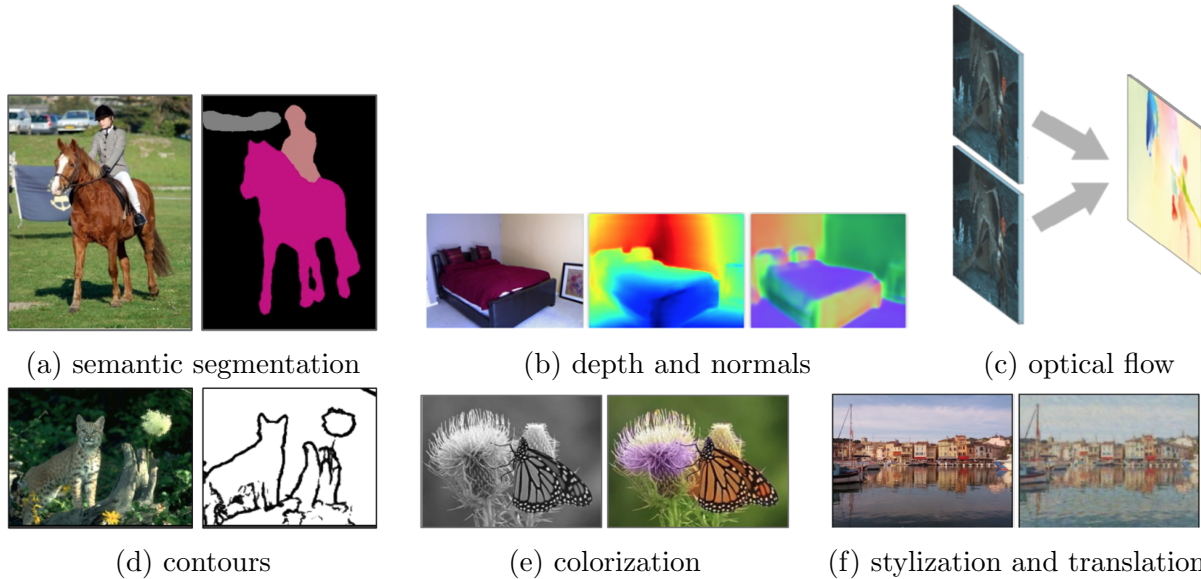 (a) semantic segmentation
(b) depth and normals
(c) optical flow
(d) contours
(e) colorization
(f) stylization and translation